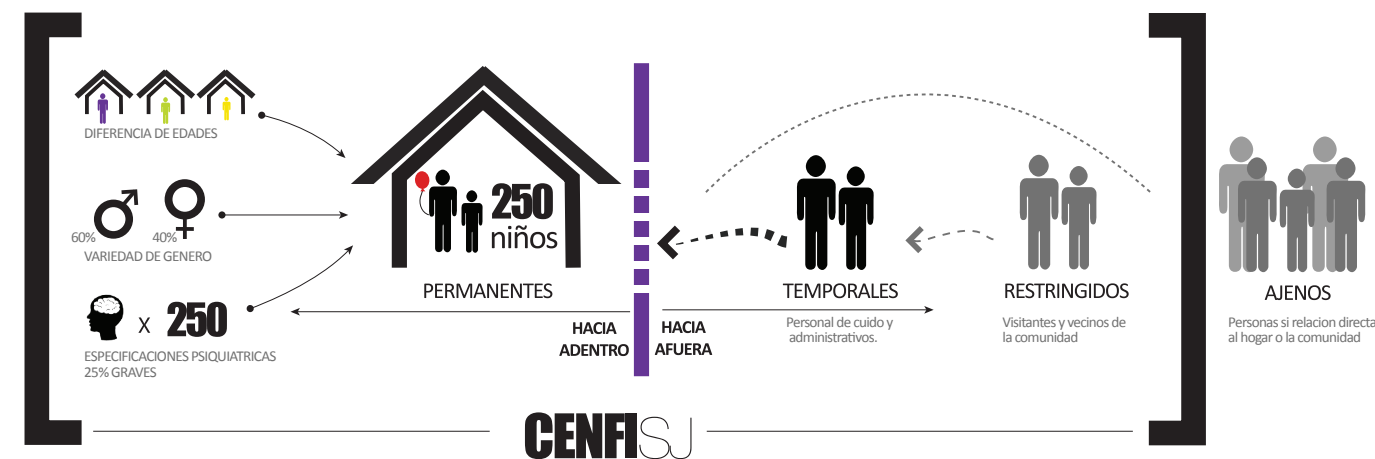 DIFERENCIA DE EDADES
60%
40%
VARIEDAD DE GENERO
X 250
ESPECIFICACIONES PSIQUIATRICAS
25% GRAVES
250
niños
PERMANENTES
HACIA
ADENTRO
HACIA
AFUERA
TEMPORALES
Personal de cuido y
administrativos.
RESTRINGIDOS
Visitantes y vecinos de
la comunidad
AJENOS
Personas si relacion directa
al hogar o la comunidad
CENFISJ